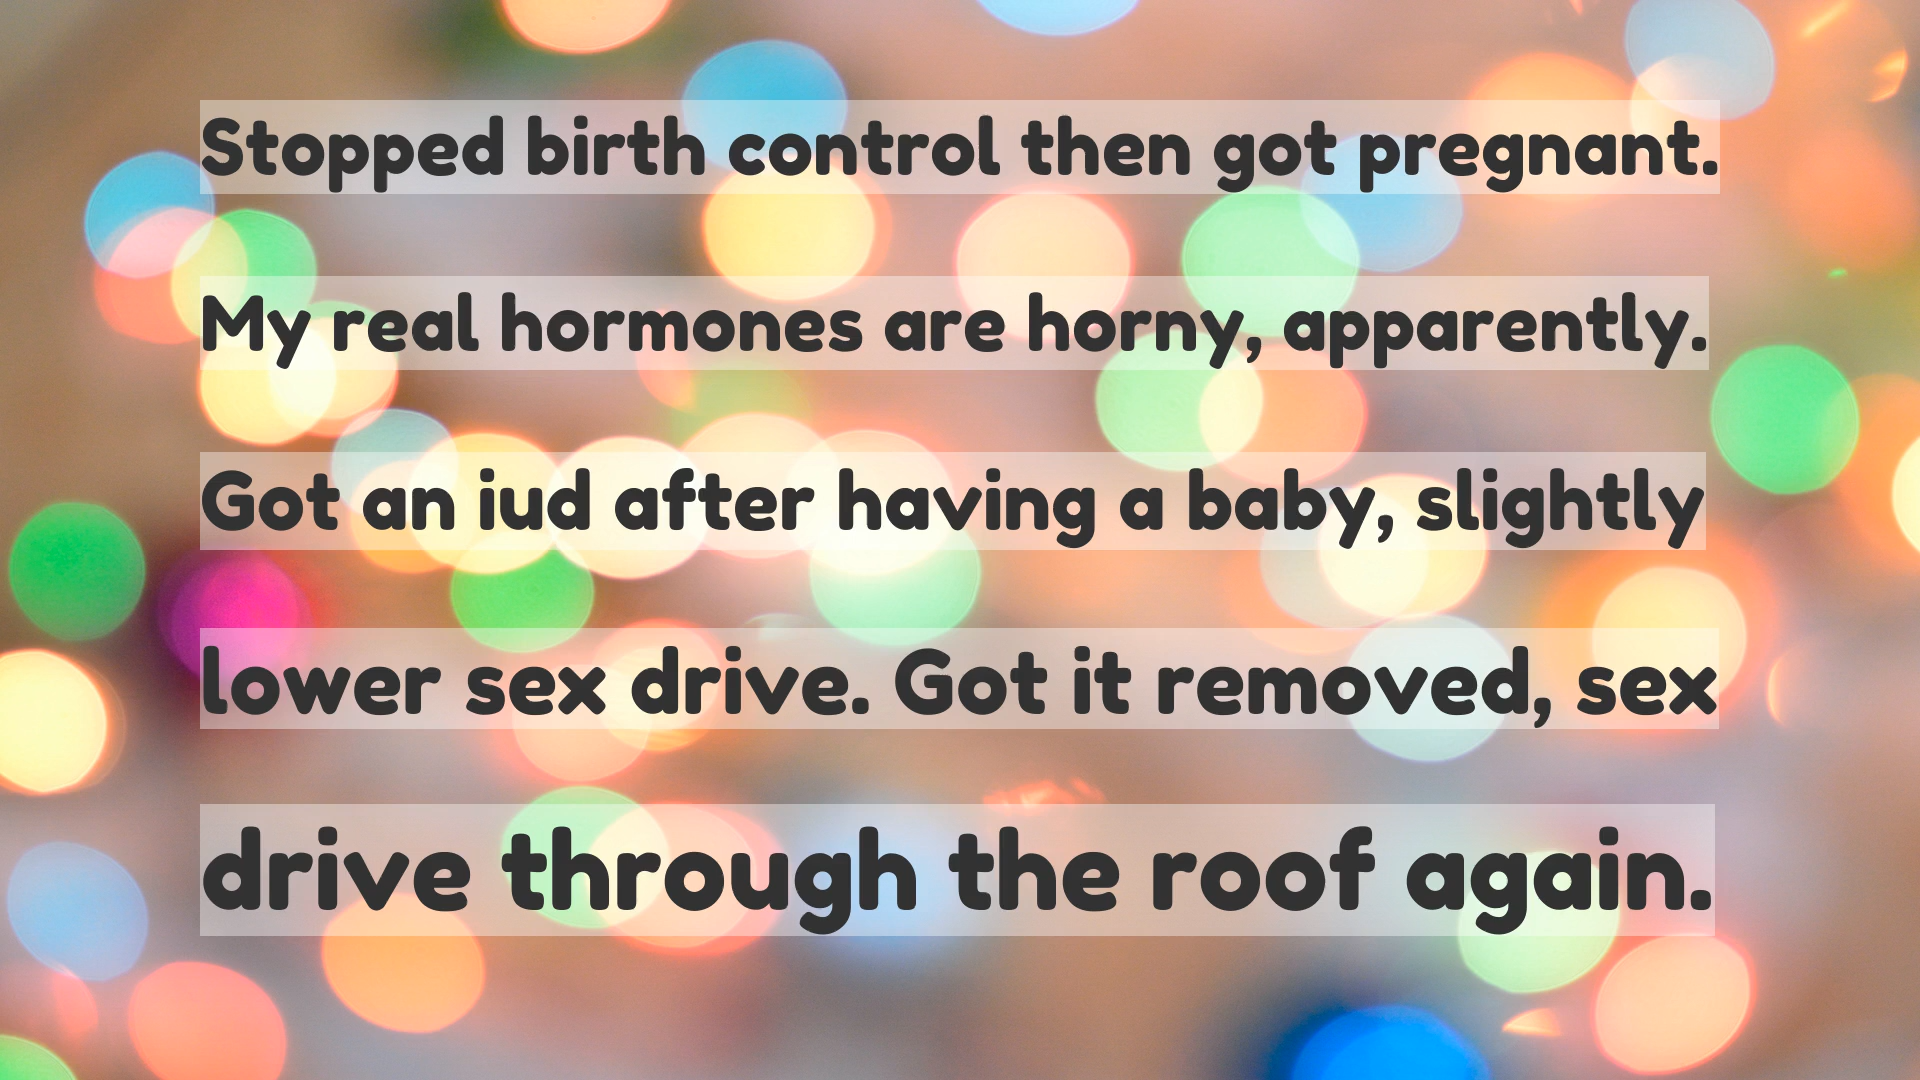 Stopped birth control then got pregnant.
My real hormones are horny, apparently.
Got an iud after having a baby, slightly
lower sex drive. Got it removed, sex
drive through the roof again.